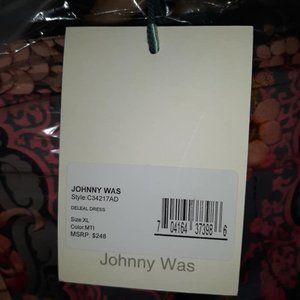 JOHNNY WAS
Style:C34217AD
DELEAL DRESS
Size:XL
Color:MTI
MSRP: $248
7 04164 37398 6
Johnny Was